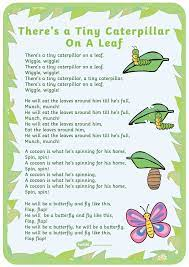 There's a Tiny Caterpillar
On A Leaf
There's a tiny caterpillar on a leaf.
Wiggle, wiggle!
There's a tiny caterpillar on a leaf.
Wiggle, wiggle!
There's a tiny caterpillar, a tiny caterpillar.
There's a tiny caterpillar on a leaf.
Wiggle, wiggle!
He will eat the leaves around him till he's full,
Munch, munch!
He will eat the leaves around him till he's full,
Munch, munch!
He will eat the leaves around him,
Eat the leaves around him,
He will eat the leaves around him till he's full,
Munch, munch!
A cocoon is what he's spinning for his home,
Spin, spin!
A cocoon is what he's spinning for his home,
Spin, spin!
A cocoon is what he's spinning, a cocoon is what he's spinning,
A cocoon is what he's spinning for his home,
Spin, spin!
He will be a butterfly and fly like this,
Flap, flap!
He will be a butterfly and fly like this,
Flap, flap!
He will be a butterfly, he will be a butterfly,
He will be a butterfly and fly like this,
Flap, flap!
twinkl